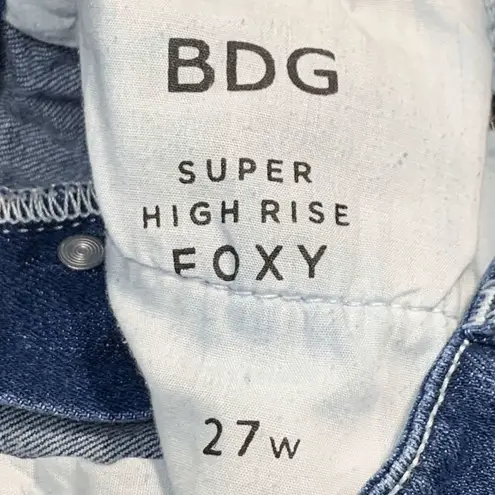 BDG
SUPER
HIGH RISE
FOXY
27W